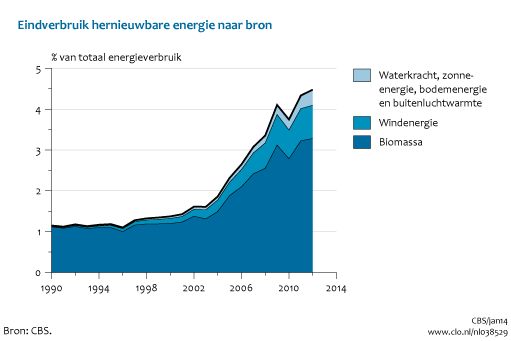 Eindverbruik hernieuwbare energie naar bron
% van totaal energieverbruik
5
4
3
2
1
0
1990 1994 1998 2002 2006 2010 2014
Waterkracht, zonne-
energie, bodemenergie
en buitenluchtwarmte
Windenergie
Biomassa
Bron: CBS.
CBS/jan14
www.clo.nl/nl038529